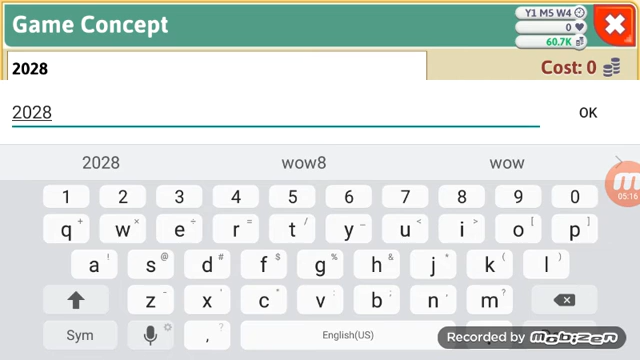 Game Concept
Y1 M5 W4
0
60.7K
2028
Cost: 0
2028
OK
2028 wow8 wow
05:16
1 2 3 4 5 6 7 8 9 0
q + w × e ÷ r = t / y _ u < i > o [ p ]
a ! s @ d # f $ g % h & j * k ( l )
z - x ' c " v : b ; n , m ?
Sym , ? English(US)
Recorded by mobizen